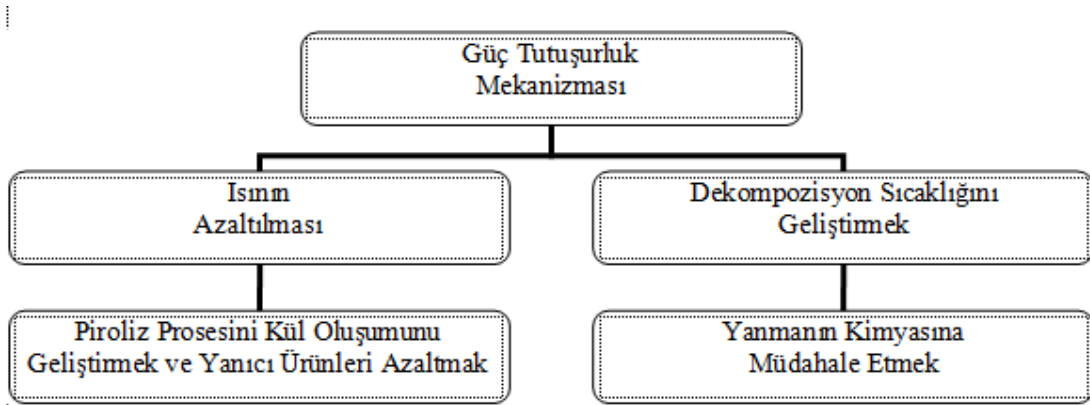 Güç Tutuşurluk
Mekanizması
Isının
Azaltılması
Dekompozisyon Sıcaklığını
Geliştirmek
Piroliz Prosesini Kül Oluşumunu
Geliştirmek ve Yanıcı Ürünleri Azaltmak
Yanmanın Kimyasına
Müdahale Etmek